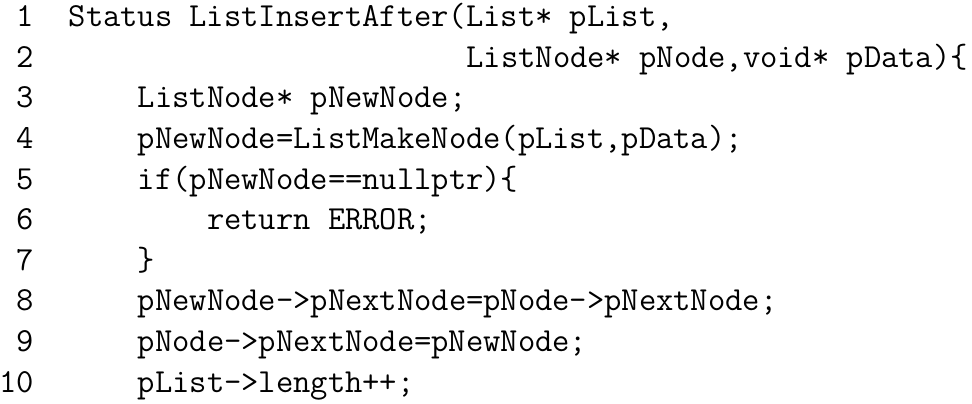 1 Status ListInsertAfter(List* pList,
2 ListNode* pNode,void* pData){
3 ListNode* pNewNode;
4 pNewNode=ListMakeNode(pList,pData);
5 if(pNewNode==nullptr){
6 return ERROR;
7 }
8 pNewNode->pNextNode=pNode->pNextNode;
9 pNode->pNextNode=pNewNode;
10 pList->length++;